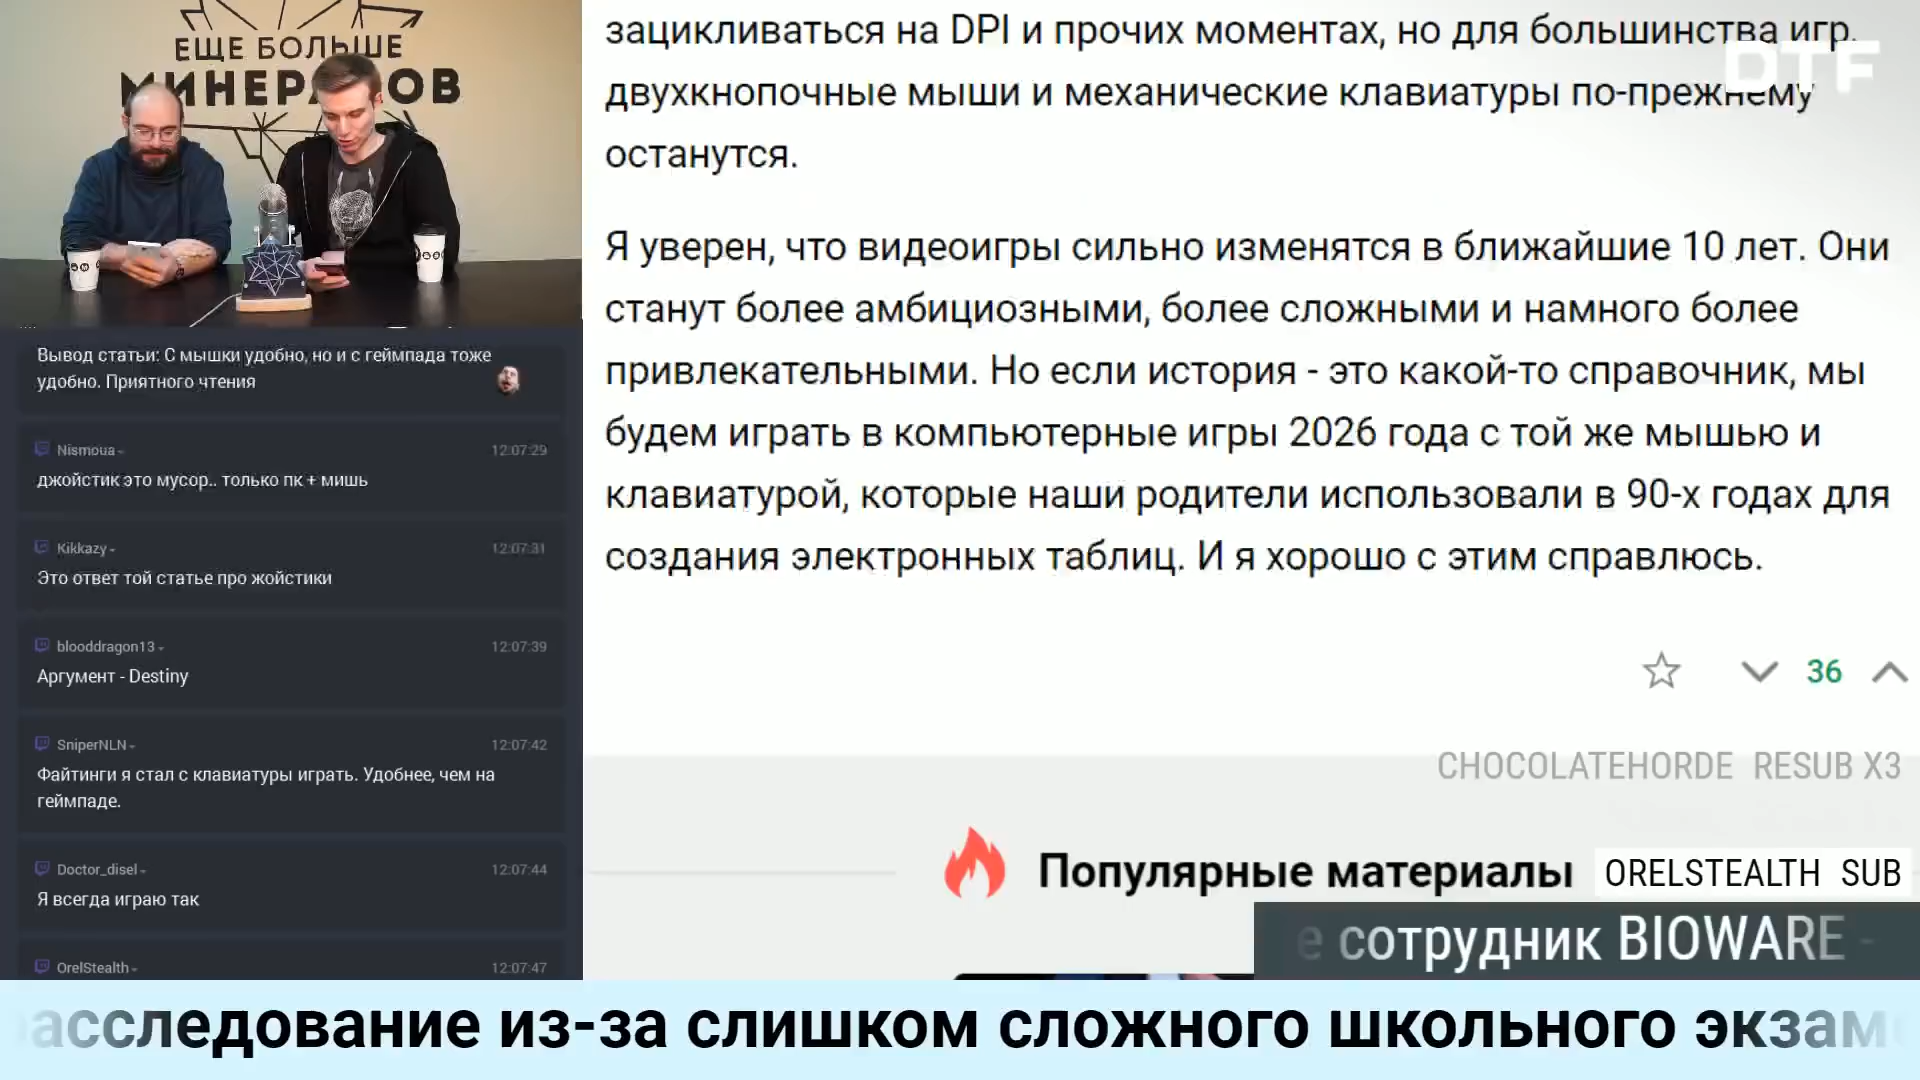 ЕЩЕ БОЛЬШЕ
МИНЕРАЛОВ
зацикливаться на DPI и прочих моментах, но для большинства игр,
двухкнопочные мыши и механические клавиатуры по-прежнему
останутся.
DTF
Я уверен, что видеоигры сильно изменятся в ближайшие 10 лет. Они
станут более амбициозными, более сложными и намного более
привлекательными. Но если история - это какой-то справочник, мы
будем играть в компьютерные игры 2026 года с той же мышью и
клавиатурой, которые наши родители использовали в 90-х годах для
создания электронных таблиц. И я хорошо с этим справлюсь.
36
CHOCOLATEHORDE RESUB X3
Популярные материалы
ORELSTEALTH SUB
е сотрудник BIOWARE -
Вывод статьи: С мышки удобно, но и с геймпада тоже
удобно. Приятного чтения
Nismoua 12:07:29
джойстик это мусор.. только пк + мишь
Kikkazy 12:07:31
Это ответ той статье про жойстики
blooddragon13 12:07:39
Аргумент - Destiny
SniperNLN 12:07:42
Файтинги я стал с клавиатуры играть. Удобнее, чем на
геймпаде.
Doctor_disel 12:07:44
Я всегда играю так
OrelStealth 12:07:47
асследование из-за слишком сложного школьного экзам